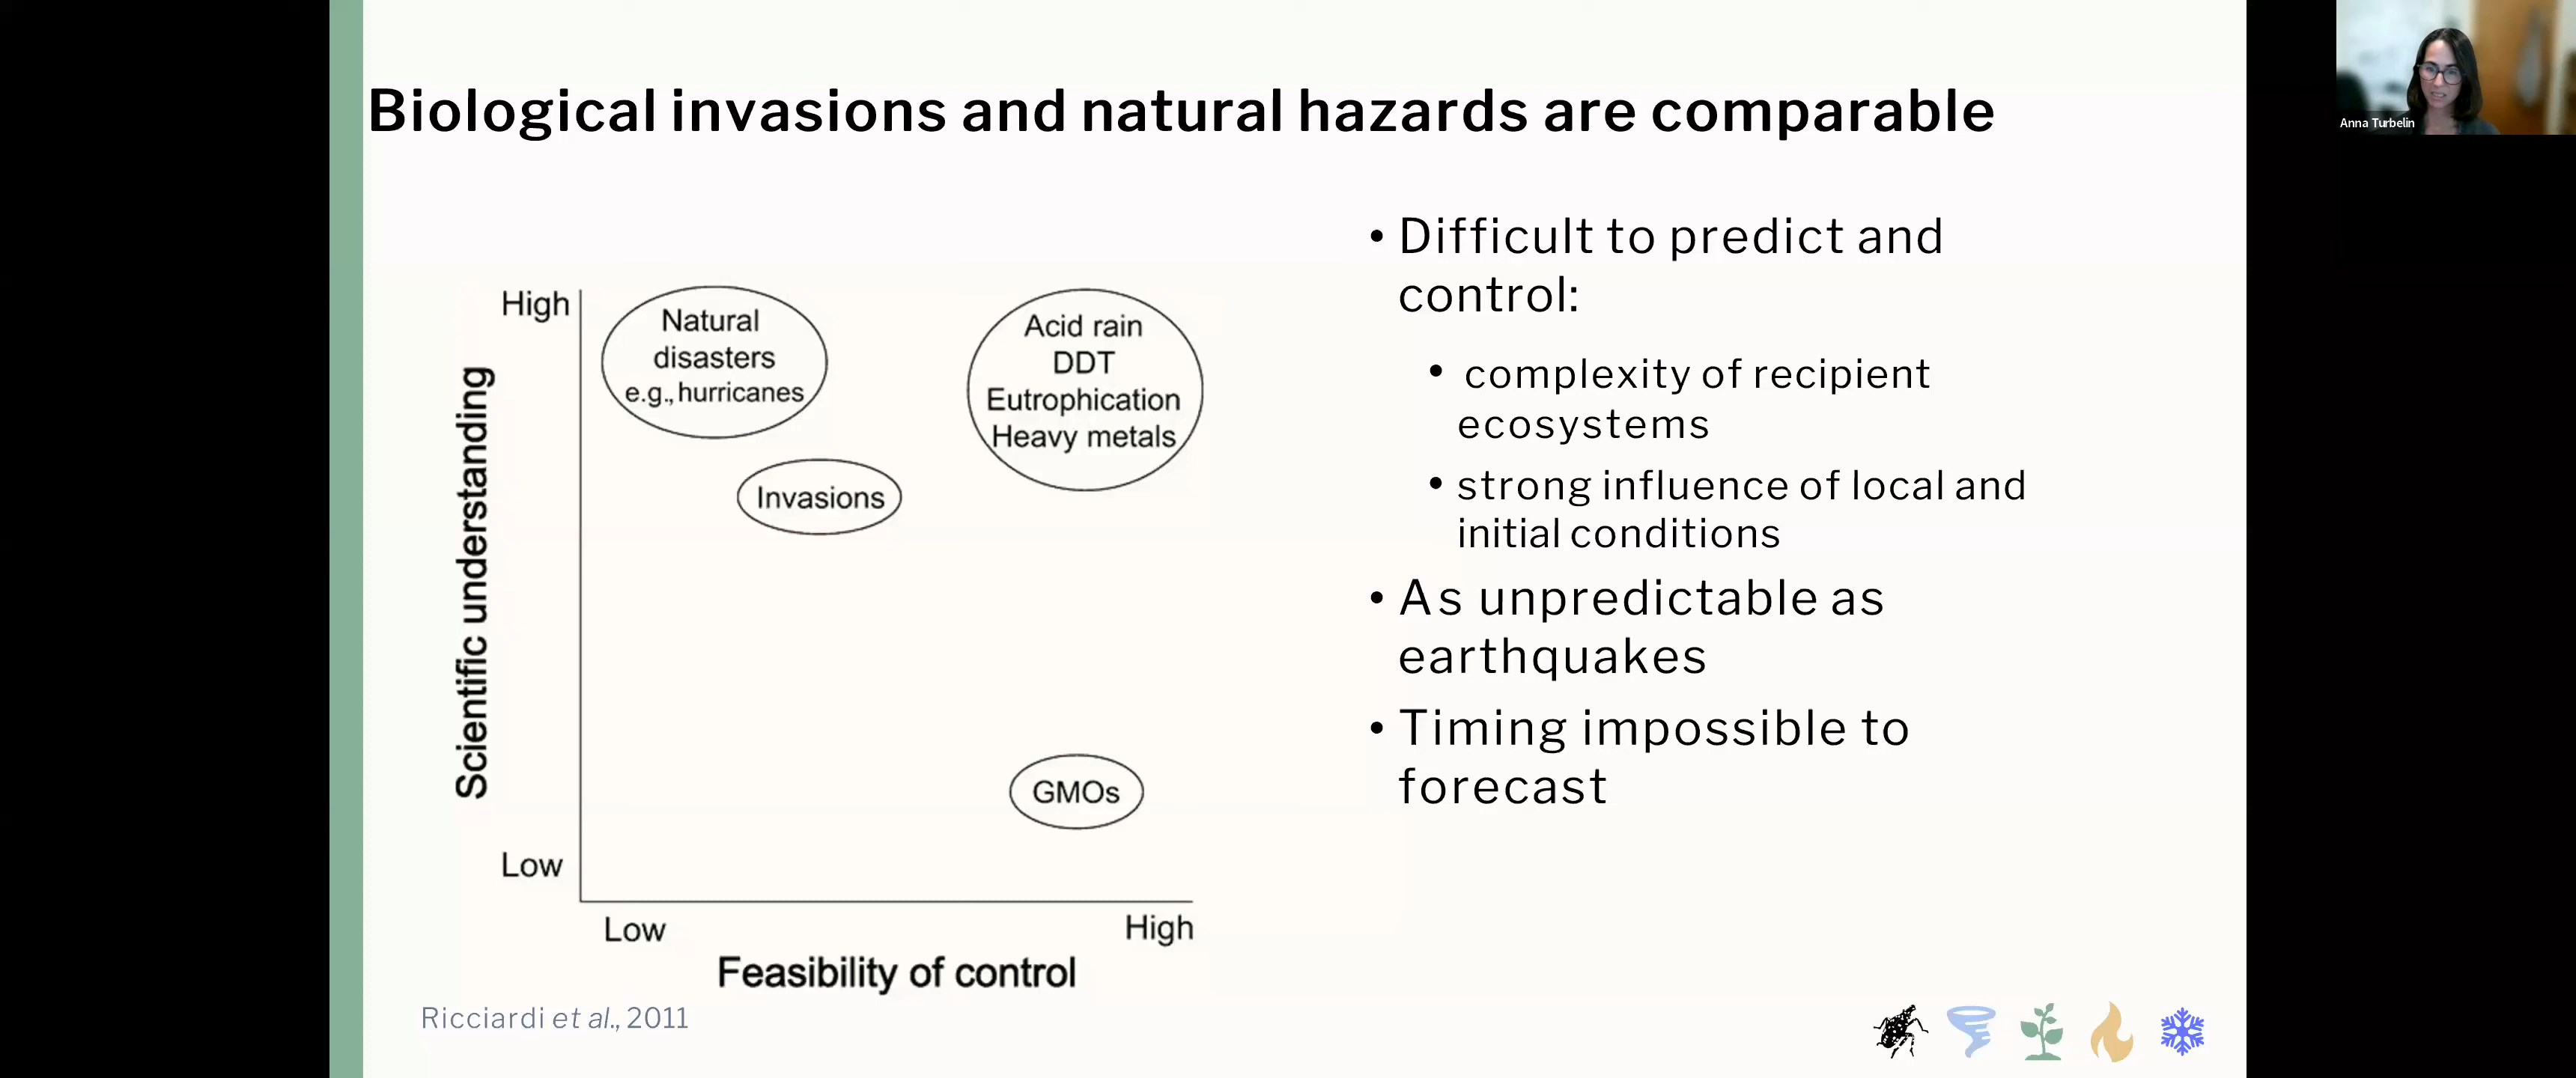 Biological invasions and natural hazards are comparable
Anna Turbelin
High
Natural
disasters
e.g., hurricanes
Acid rain
DDT
Eutrophication
Heavy metals
Invasions
GMOs
Scientific understanding
Low
Low
High
Feasibility of control
Ricciardi et al., 2011
• Difficult to predict and
control:
• complexity of recipient
ecosystems
• strong influence of local and
initial conditions
• As unpredictable as
earthquakes
• Timing impossible to
forecast